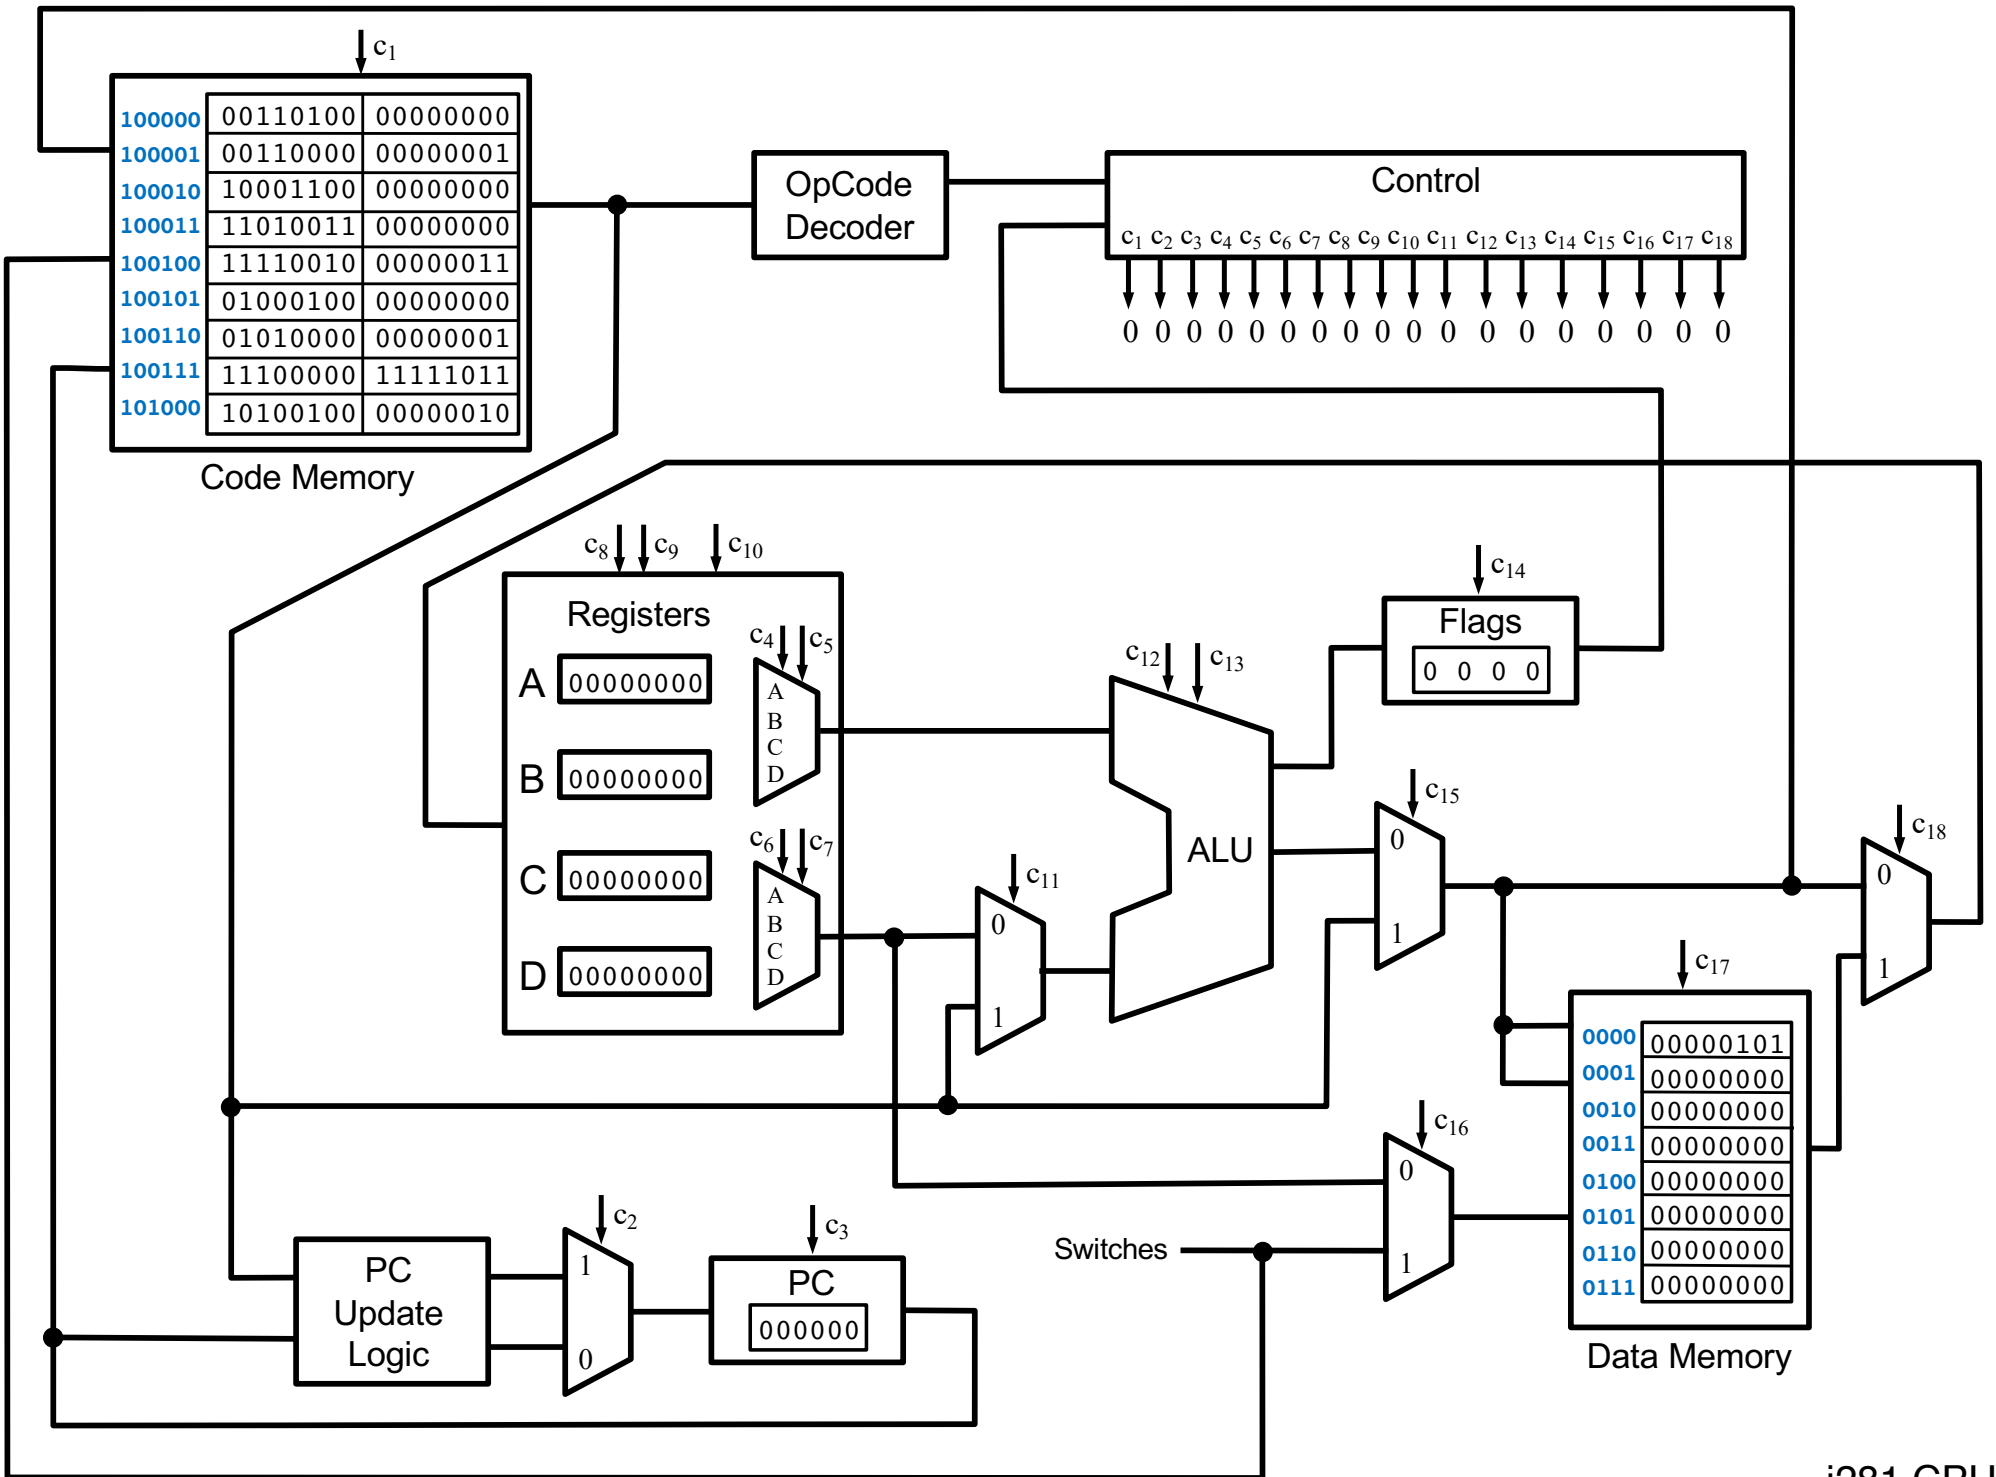 c1
100000 00110100 00000000
100001 00110000 00000001
100010 10001100 00000000
100011 11010011 00000000
100100 11110010 00000011
100101 01000100 00000000
100110 01010000 00000001
100111 11100000 11111011
101000 10100100 00000010
Code Memory
OpCode
Decoder
Control
c1 c2 c3 c4 c5 c6 c7 c8 c9 c10 c11 c12 c13 c14 c15 c16 c17 c18
0 0 0 0 0 0 0 0 0 0 0 0 0 0 0 0 0 0
c8 c9 c10
Registers
A 00000000
B 00000000
C 00000000
D 00000000
c4 c5
A
B
C
D
c6 c7
A
B
C
D
c11
0
1
c12 c13
ALU
c14
Flags
0 0 0 0
c15
0
1
c18
0
1
c17
0000 00000101
0001 00000000
0010 00000000
0011 00000000
0100 00000000
0101 00000000
0110 00000000
0111 00000000
Data Memory
c16
0
1
Switches
PC
Update
Logic
c2
1
0
c3
PC
000000
i281 CPU